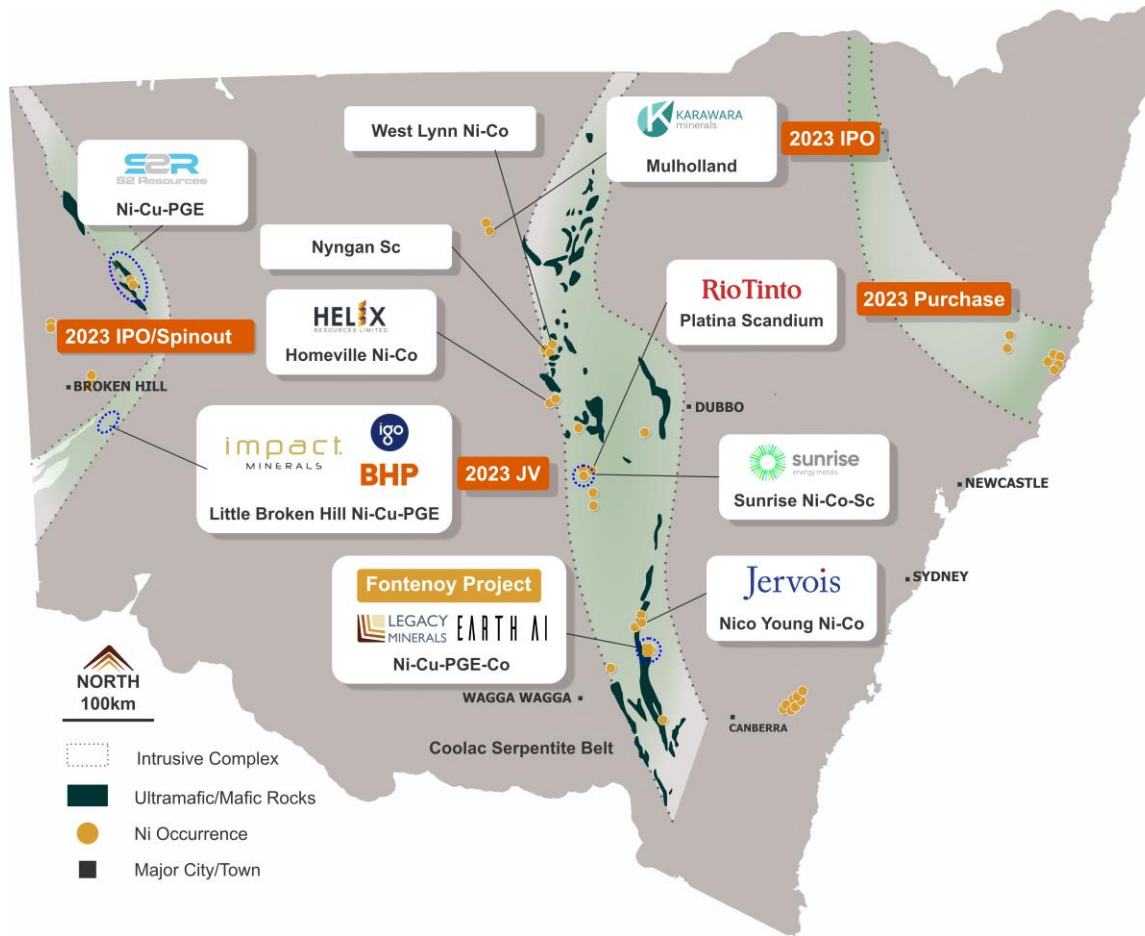 West Lynn Ni-Co
KARAWARA
minerals
Mulholland
2023 IPO
S2R
S2 Resources
Ni-Cu-PGE
Nyngan Sc
RioTinto
Platina Scandium
2023 Purchase
HELIX
RESOURCES LIMITED
Homeville Ni-Co
2023 IPO/Spinout
BROKEN HILL
DUBBO
impact
MINERALS
igo
BHP
Little Broken Hill Ni-Cu-PGE
2023 JV
sunrise
energy metals
Sunrise Ni-Co-Sc
NEWCASTLE
SYDNEY
Fontenoy Project
LEGACY
MINERALS
EARTH AI
Ni-Cu-PGE-Co
Jervois
Nico Young Ni-Co
WAGGA WAGGA
CANBERRA
Coolac Serpentite Belt
NORTH
100km
Intrusive Complex
Ultramafic/Mafic Rocks
Ni Occurrence
Major City/Town